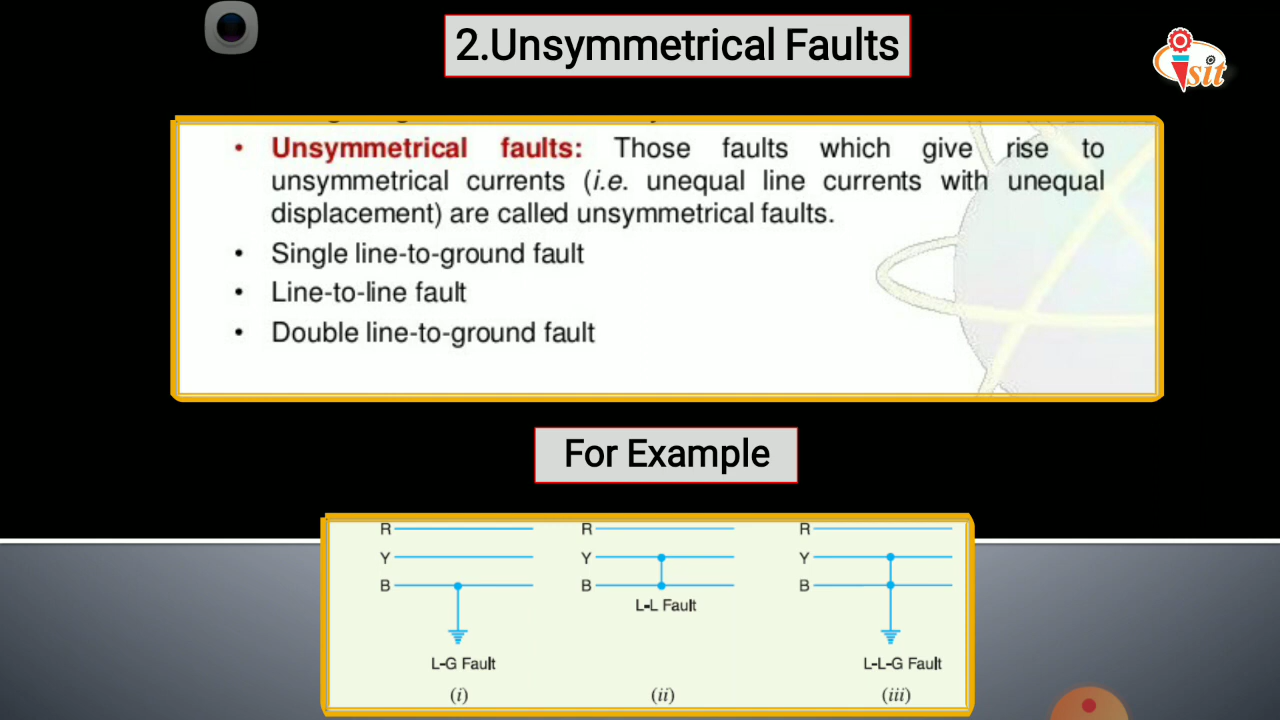 2.Unsymmetrical Faults
sit
• Unsymmetrical faults: Those faults which give rise to
unsymmetrical currents (i.e. unequal line currents with unequal
displacement) are called unsymmetrical faults.
• Single line-to-ground fault
• Line-to-line fault
• Double line-to-ground fault
For Example
R R R
Y Y Y
B B B
L-L Fault
L-G Fault L-L-G Fault
(i) (ii) (iii)